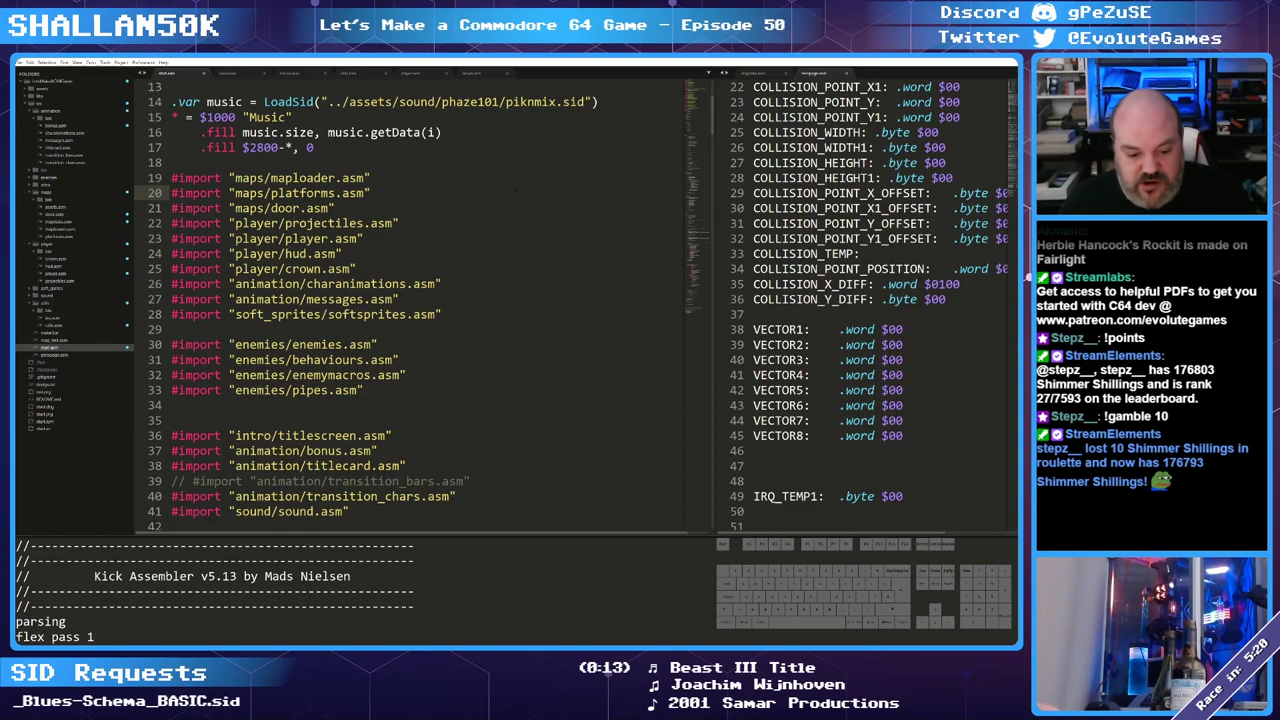 SHALLAN50K
Let's Make a Commodore 64 Game - Episode 50
Discord gPeZuSE
Twitter @EvoluteGames
FOLDERS
13
14 .var music = LoadSid("../assets/sound/phaze101/piknmix.sid")
15 * = $1000 "Music"
16 .fill music.size, music.getData(i)
17 .fill $2800-*, 0
18
19 #import "maps/maploader.asm"
20 #import "maps/platforms.asm"
21 #import "maps/door.asm"
22 #import "player/projectiles.asm"
23 #import "player/player.asm"
24 #import "player/hud.asm"
25 #import "player/crown.asm"
26 #import "animation/charanimations.asm"
27 #import "animation/messages.asm"
28 #import "soft_sprites/softsprites.asm"
29
30 #import "enemies/enemies.asm"
31 #import "enemies/behaviours.asm"
32 #import "enemies/enemymacros.asm"
33 #import "enemies/pipes.asm"
34
35
36 #import "intro/titlescreen.asm"
37 #import "animation/bonus.asm"
38 #import "animation/titlecard.asm"
39 // #import "animation/transition_bars.asm"
40 #import "animation/transition_chars.asm"
41 #import "sound/sound.asm"
42
22 COLLISION_POINT_X1: .word $00
23 COLLISION_POINT_Y: .word $00
24 COLLISION_POINT_Y1: .word $00
25 COLLISION_WIDTH: .byte $00
26 COLLISION_WIDTH1: .byte $00
27 COLLISION_HEIGHT: .byte $00
28 COLLISION_HEIGHT1: .byte $00
29 COLLISION_POINT_X_OFFSET: .byte $0
30 COLLISION_POINT_X1_OFFSET: .byte $
31 COLLISION_POINT_Y_OFFSET: .byte $0
32 COLLISION_POINT_Y1_OFFSET: .byte $
33 COLLISION_TEMP: .byte $00
34 COLLISION_POINT_POSITION: .word $0
35 COLLISION_X_DIFF: .word $0100
36 COLLISION_Y_DIFF: .byte $00
37
38 VECTOR1: .word $00
39 VECTOR2: .word $00
40 VECTOR3: .word $00
41 VECTOR4: .word $00
42 VECTOR5: .word $00
43 VECTOR6: .word $00
44 VECTOR7: .word $00
45 VECTOR8: .word $00
46
47
48
49 IRQ_TEMP1: .byte $00
50
51
//------------------------------------------------------
//------------------------------------------------------
// Kick Assembler v5.13 by Mads Nielsen
//------------------------------------------------------
//------------------------------------------------------
parsing
flex pass 1
Herbie Hancock's Rockit is made on
Fairlight
Streamlabs:
Get access to helpful PDFs to get you
started with C64 dev @
www.patreon.com/evolutegames
Stepz__: !points
StreamElements:
@stepz__, stepz__ has 176803
Shimmer Shillings and is rank
27/7593 on the leaderboard.
Stepz__: !gamble 10
StreamElements
stepz__ lost 10 Shimmer Shillings in
roulette and now has 176793
Shimmer Shillings!
Race in: 5:20
SID Requests
_Blues-Schema_BASIC.sid
(0:13) Beast III Title
Joachim Wijnhoven
2001 Samar Productions